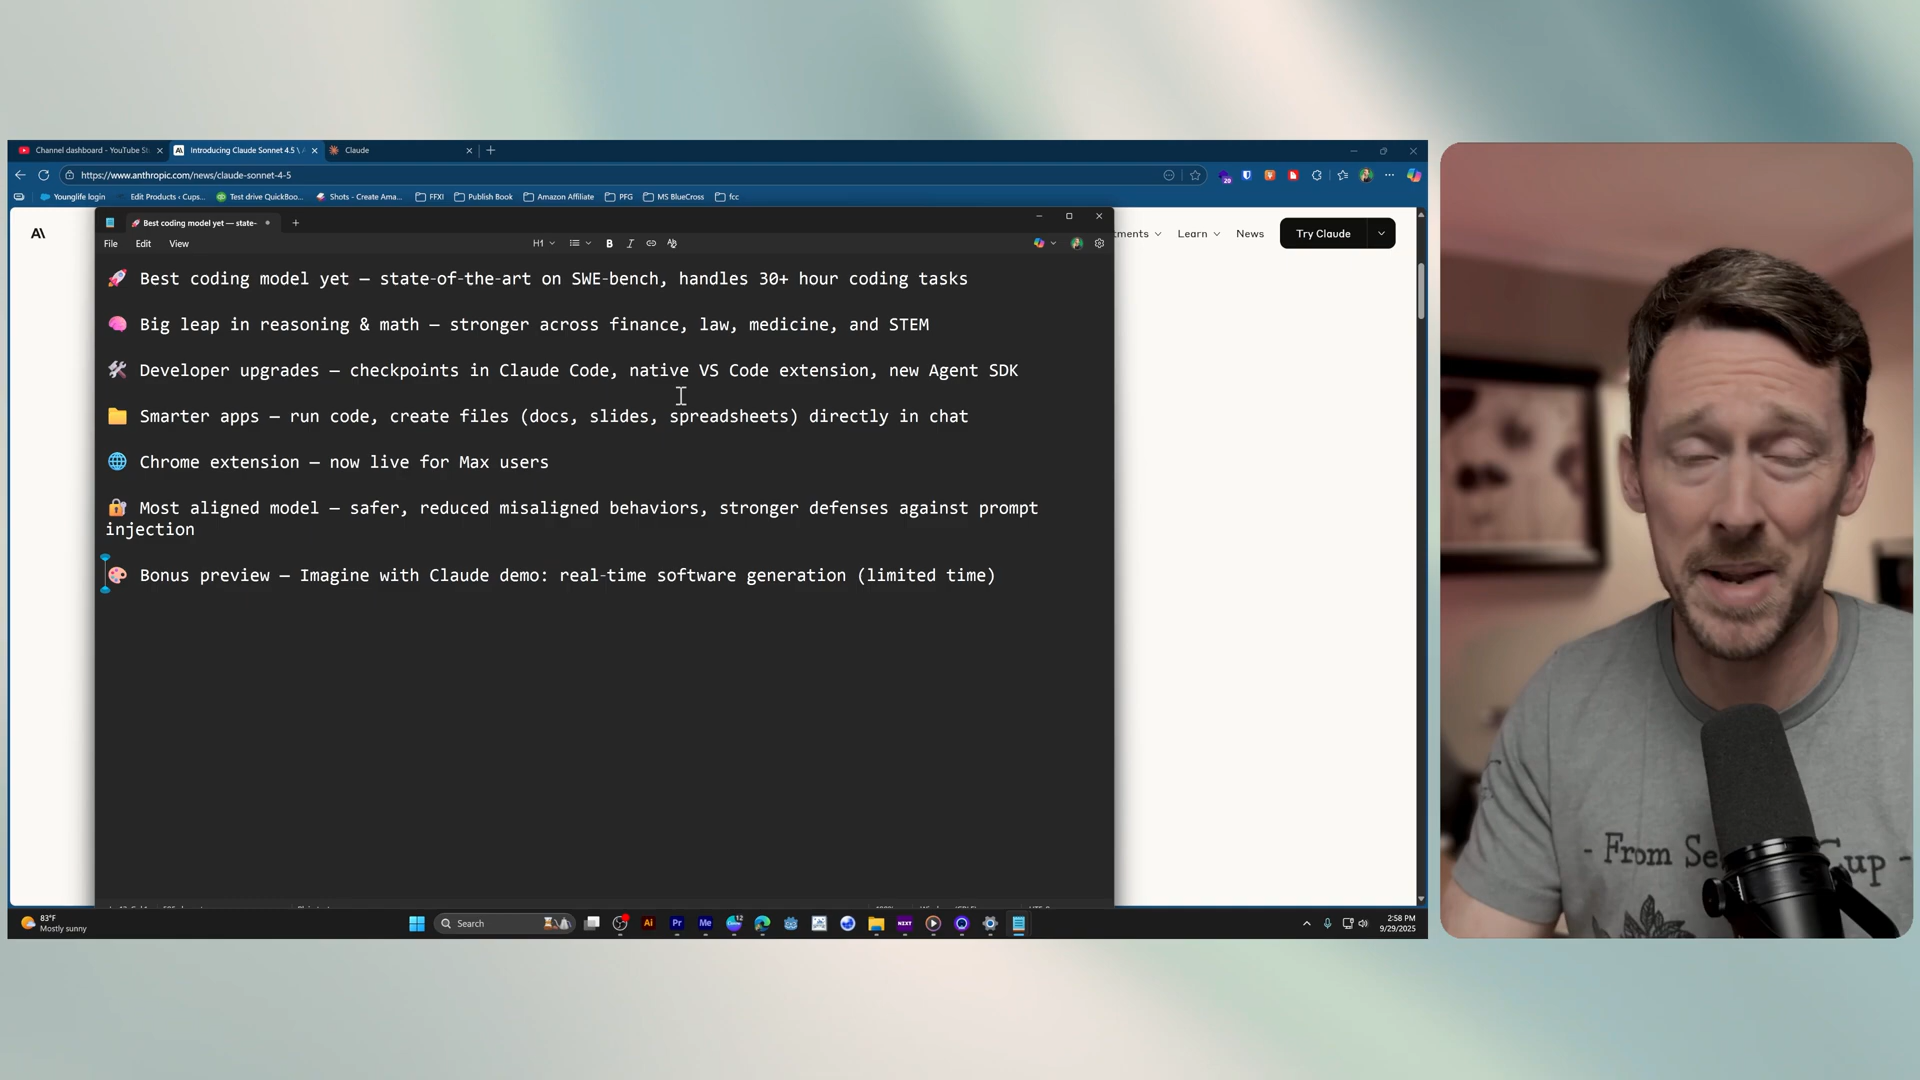 Channel dashboard - YouTube St
Introducing Claude Sonnet 4.5 \ A
Claude
https://www.anthropic.com/news/claude-sonnet-4-5
20
Younglife login
Edit Products ‹ Cups...
Test drive QuickBoo...
Shots - Create Ama...
FFXI
Publish Book
Amazon Affiliate
PFG
MS BlueCross
fcc
A\
Learn
News
Try Claude
🚀 Best coding model yet — state-
File
Edit
View
H1
B
I
🚀 Best coding model yet — state-of-the-art on SWE-bench, handles 30+ hour coding tasks
🧠 Big leap in reasoning & math — stronger across finance, law, medicine, and STEM
🛠️ Developer upgrades — checkpoints in Claude Code, native VS Code extension, new Agent SDK
📁 Smarter apps — run code, create files (docs, slides, spreadsheets) directly in chat
🌐 Chrome extension — now live for Max users
🔐 Most aligned model — safer, reduced misaligned behaviors, stronger defenses against prompt
injection
🎨 Bonus preview — Imagine with Claude demo: real-time software generation (limited time)
- From Se
up -
83°F
Mostly sunny
Search
Ai
Pr
Me
12
NZXT
2:58 PM
9/29/2025